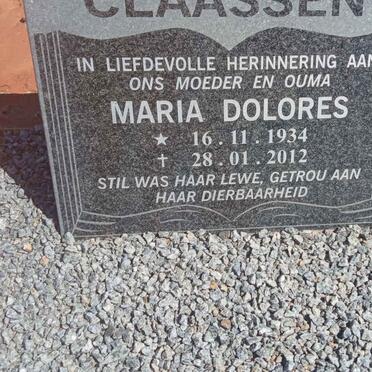 CLAASSEN
IN LIEFDEVOLLE HERINNERING AAN
ONS MOEDER EN OUMA
MARIA DOLORES
★ 16.11.1934
✝ 28.01.2012
STIL WAS HAAR LEWE, GETROU AAN
HAAR DIERBAARHEID